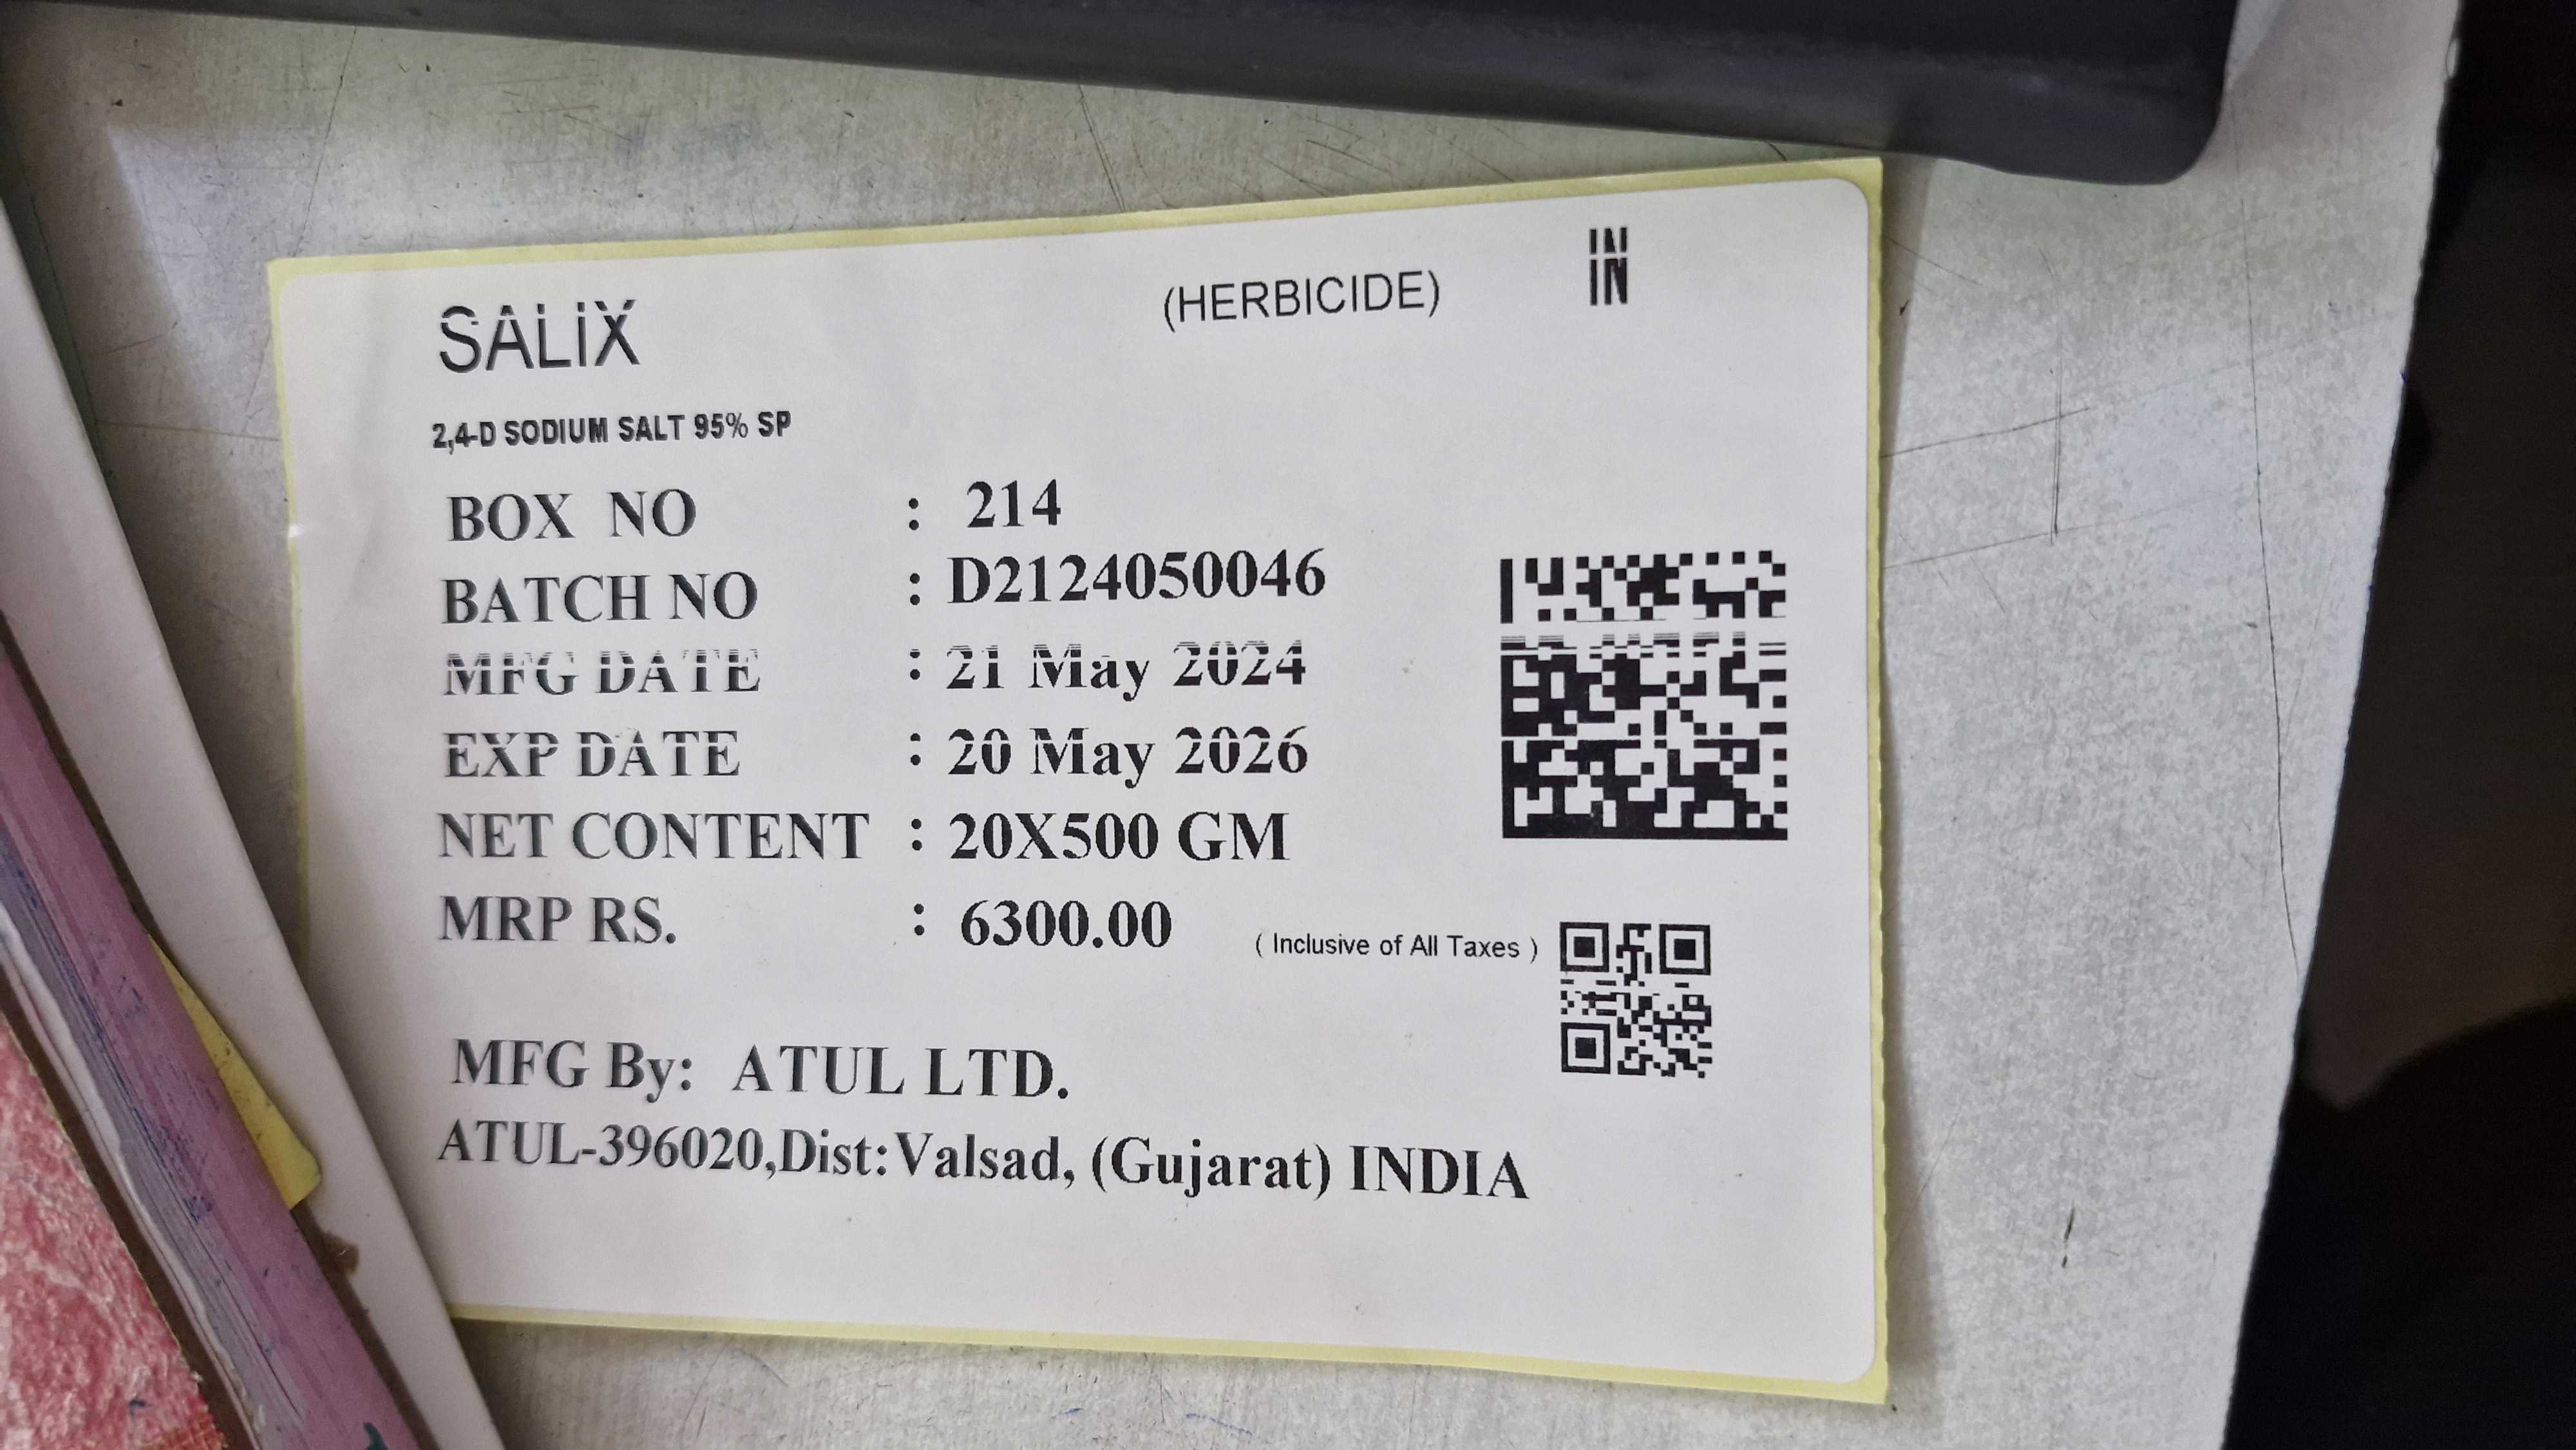 SALIX (HERBICIDE) IN
2,4-D SODIUM SALT 95% SP
BOX NO : 214
BATCH NO : D2124050046
MFG DATE : 21 May 2024
EXP DATE : 20 May 2026
NET CONTENT : 20X500 GM
MRP RS. : 6300.00 ( Inclusive of All Taxes )
MFG By: ATUL LTD.
ATUL-396020,Dist:Valsad, (Gujarat) INDIA